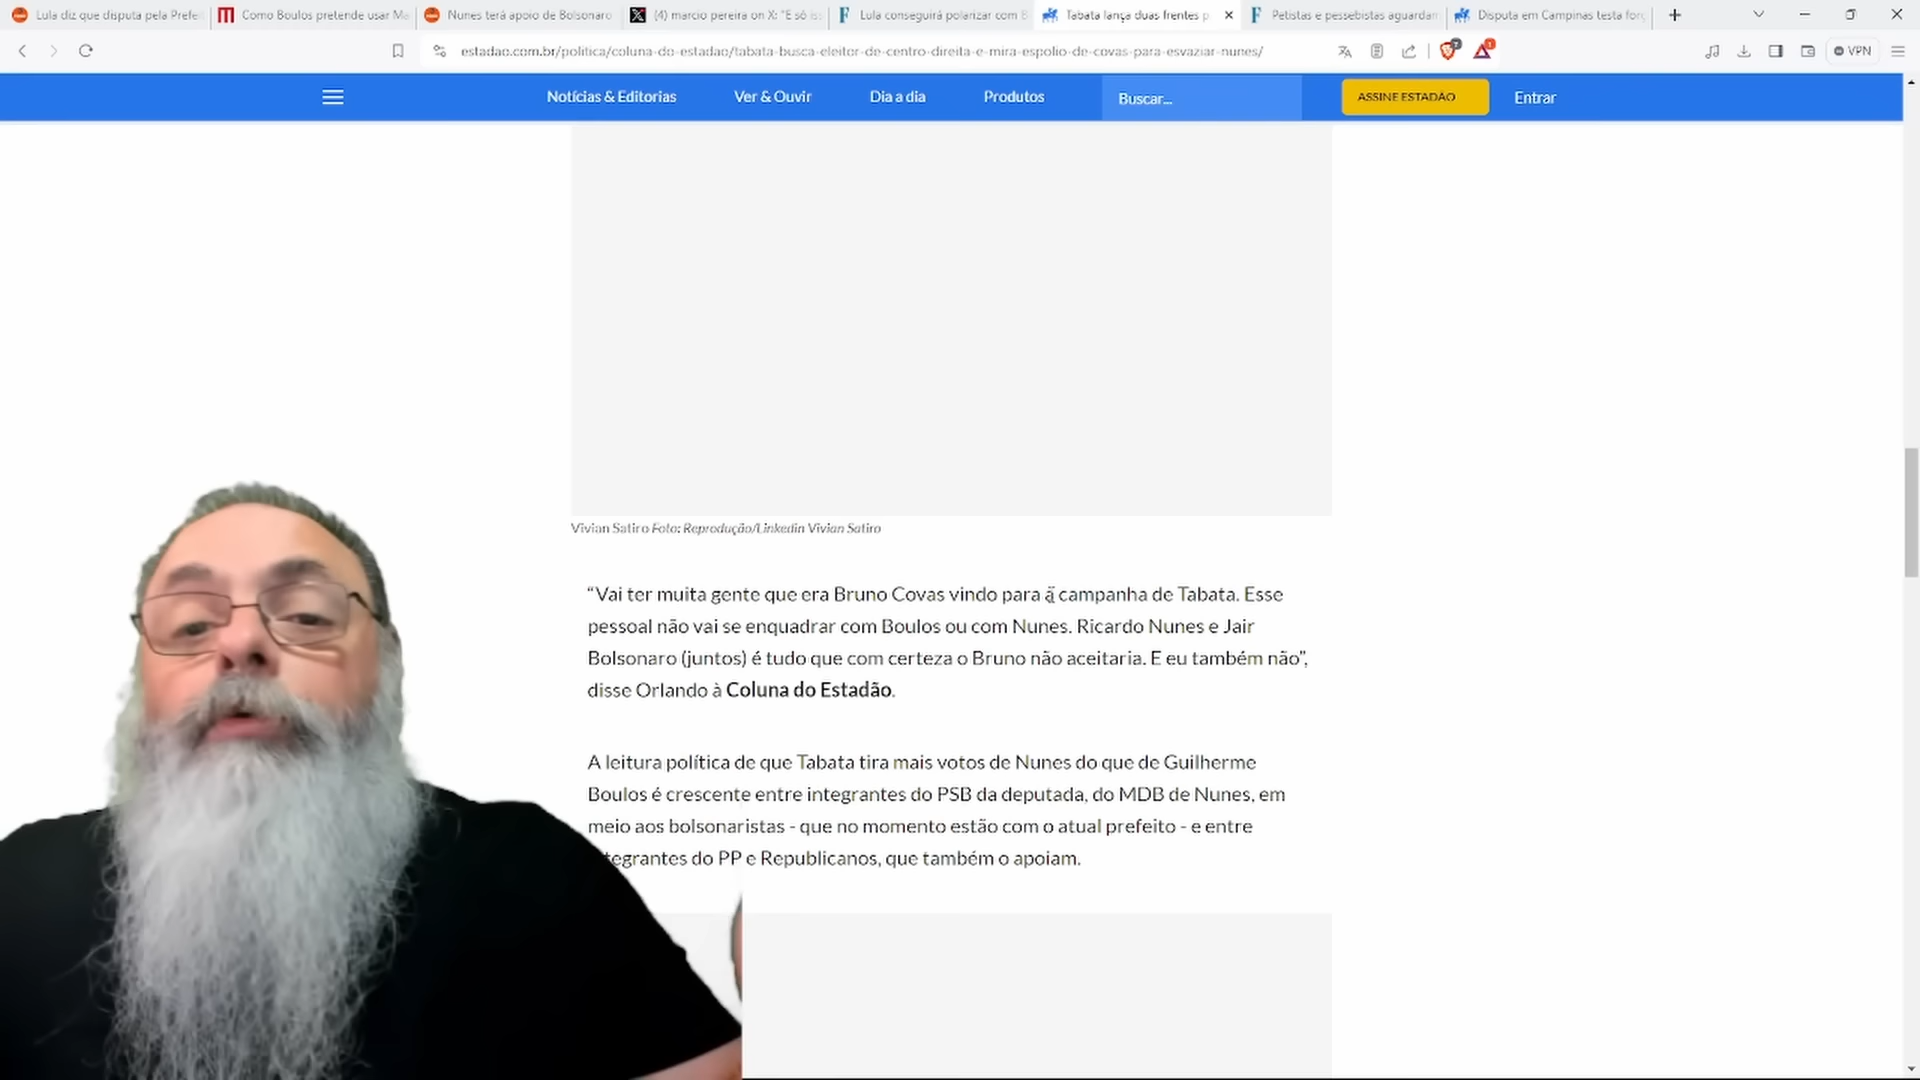 Lula diz que disputa pela Prefei
Como Boulos pretende usar Ma
Nunes terá apoio de Bolsonaro
(4) marcio pereira on X: "E só is
Lula conseguirá polarizar com B
Tabata lança duas frentes p
Petistas e pessebistas aguardan
Disputa em Campinas testa forç
estadao.com.br/politica/coluna-do-estadao/tabata-busca-eleitor-de-centro-direita-e-mira-espolio-de-covas-para-esvaziar-nunes/
VPN
Notícias & Editorias
Ver & Ouvir
Dia a dia
Produtos
Buscar...
ASSINE ESTADÃO
Entrar
Vivian Satiro Foto: Reprodução/Linkedin Vivian Satiro
“Vai ter muita gente que era Bruno Covas vindo para a campanha de Tabata. Esse
pessoal não vai se enquadrar com Boulos ou com Nunes. Ricardo Nunes e Jair
Bolsonaro (juntos) é tudo que com certeza o Bruno não aceitaria. E eu também não”,
disse Orlando à Coluna do Estadão.
A leitura política de que Tabata tira mais votos de Nunes do que de Guilherme
Boulos é crescente entre integrantes do PSB da deputada, do MDB de Nunes, em
meio aos bolsonaristas - que no momento estão com o atual prefeito - e entre
tegrantes do PP e Republicanos, que também o apoiam.